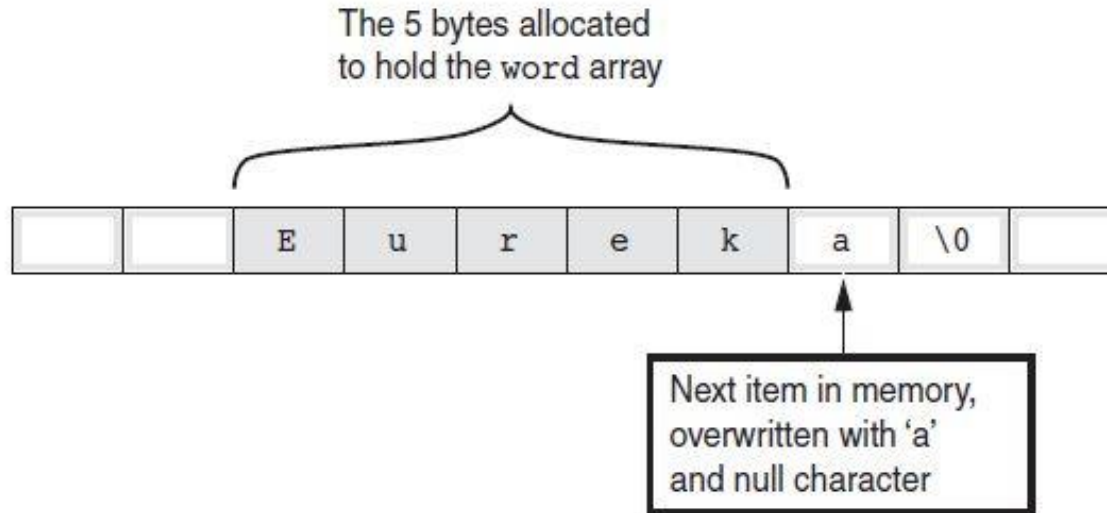 The 5 bytes allocated
to hold the word array
E u r e k a \0
Next item in memory,
overwritten with ‘a’
and null character